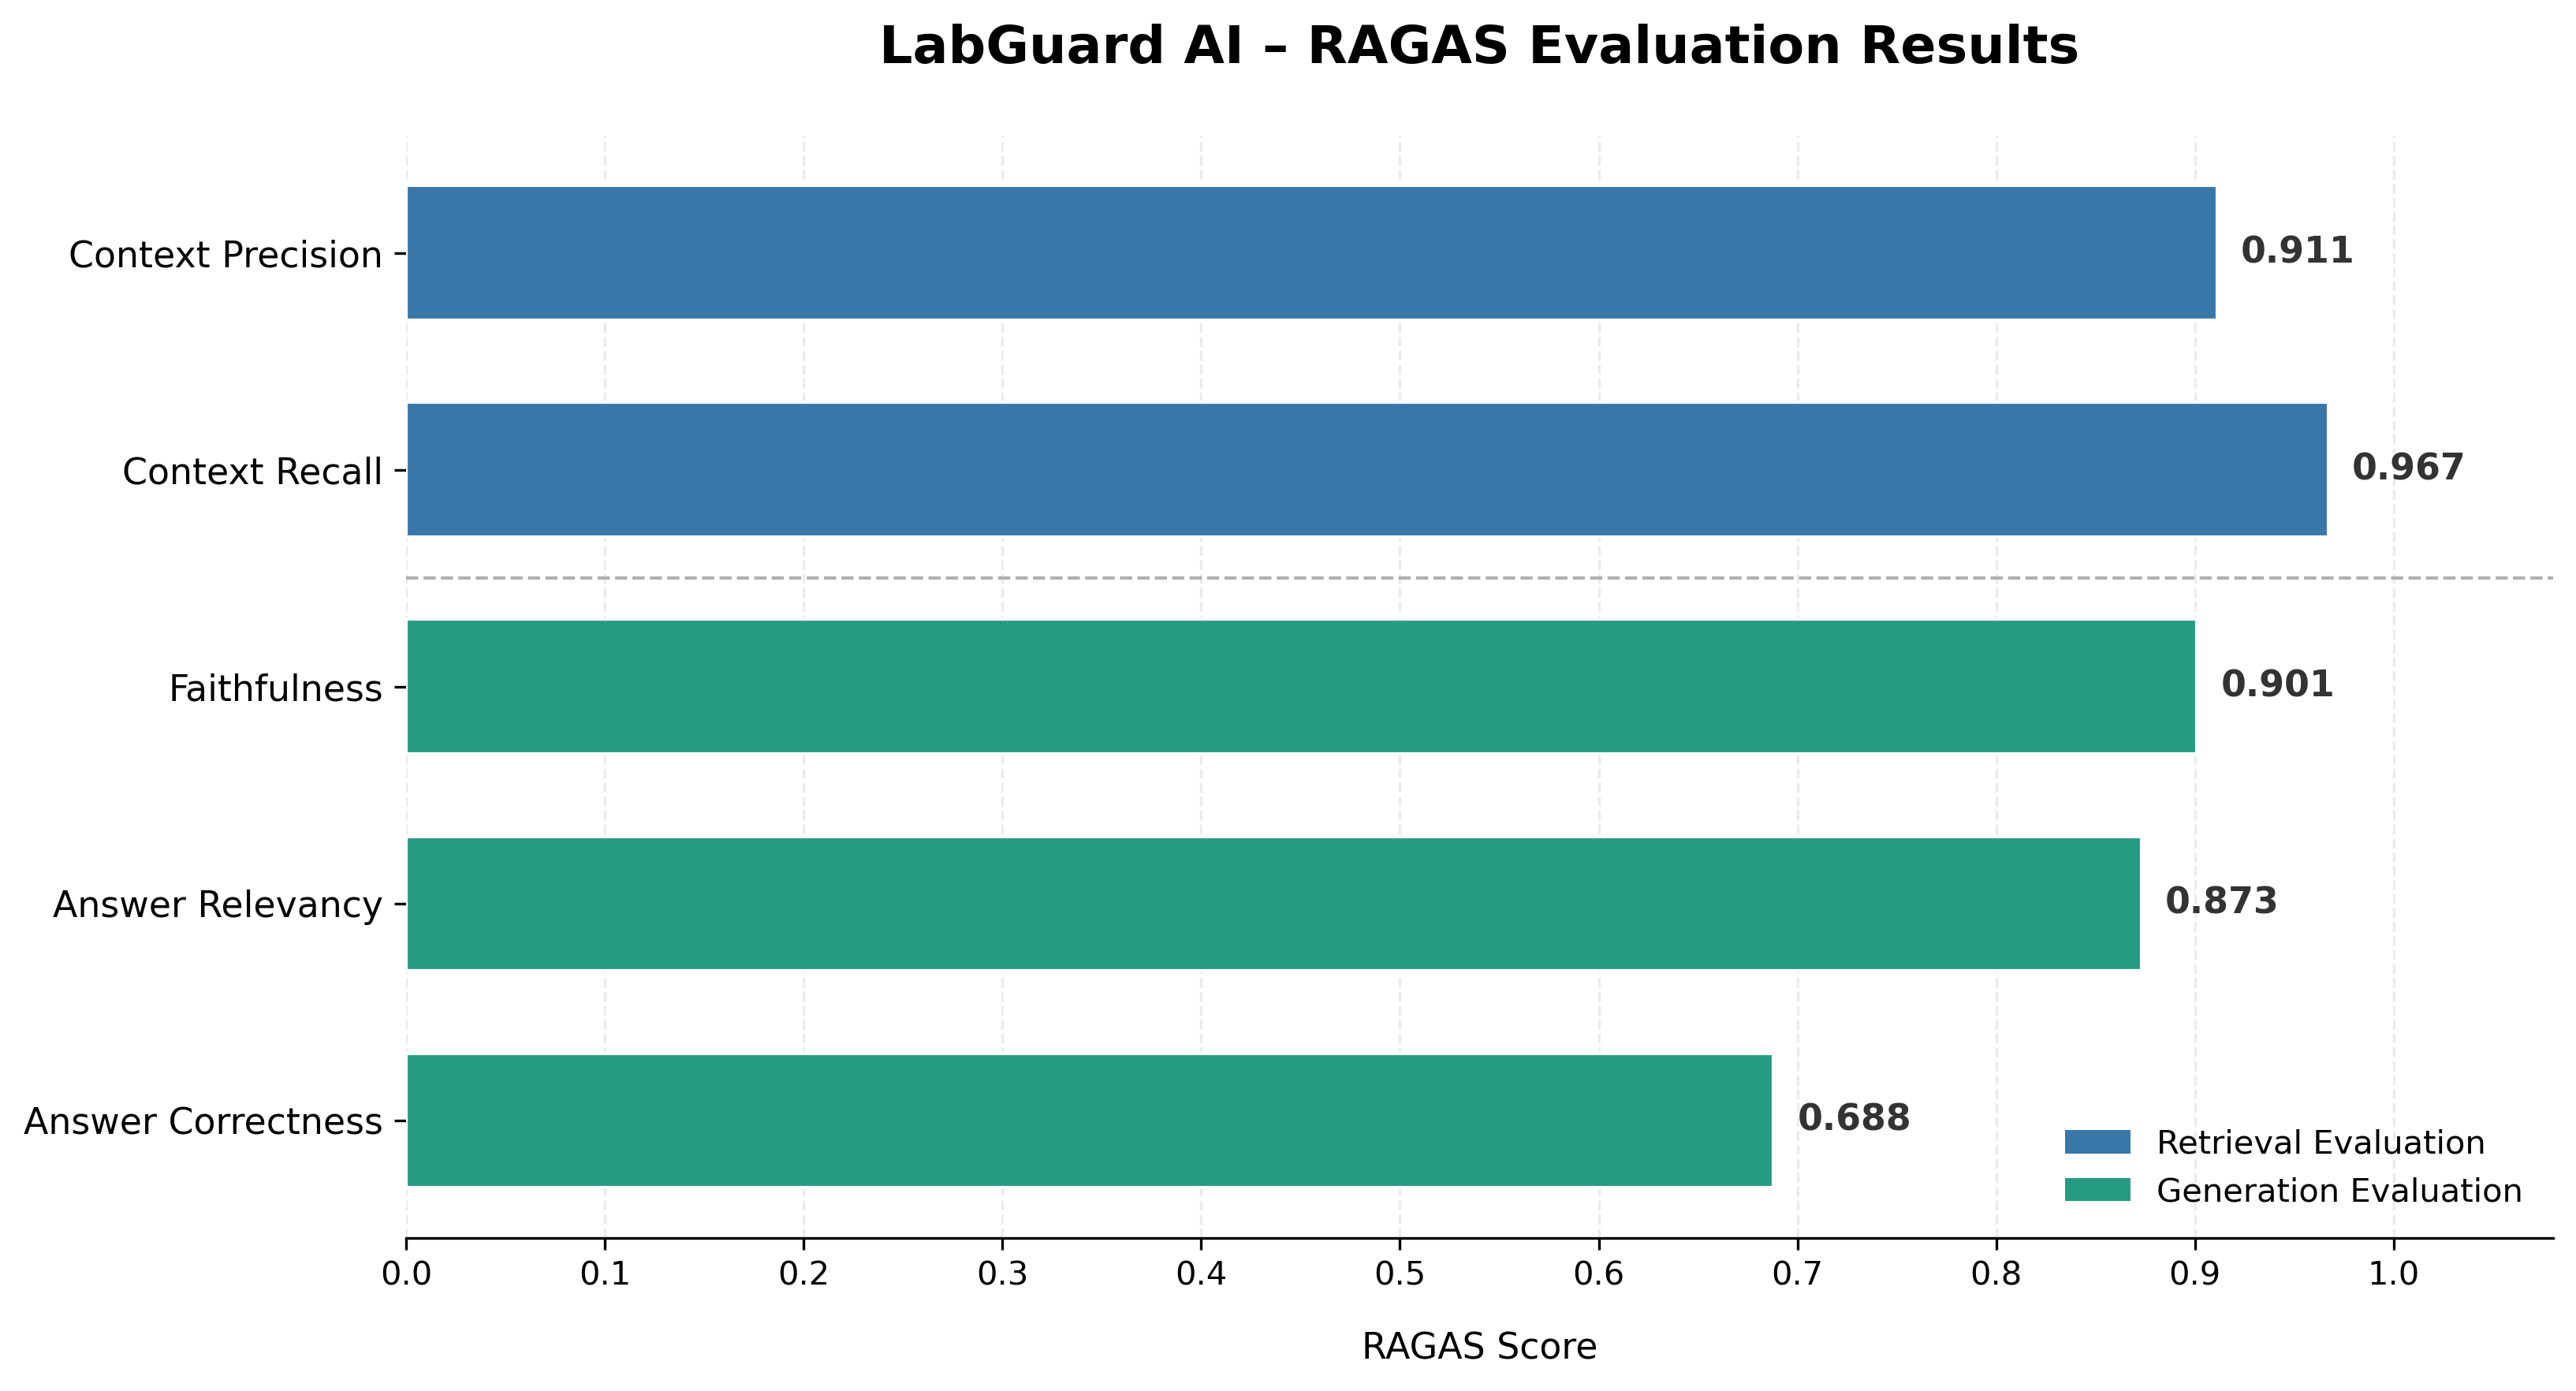 LabGuard AI – RAGAS Evaluation Results
Context Precision
0.911
Context Recall
0.967
Faithfulness
0.901
Answer Relevancy
0.873
Answer Correctness
0.688
Retrieval Evaluation
Generation Evaluation
0.0 0.1 0.2 0.3 0.4 0.5 0.6 0.7 0.8 0.9 1.0
RAGAS Score